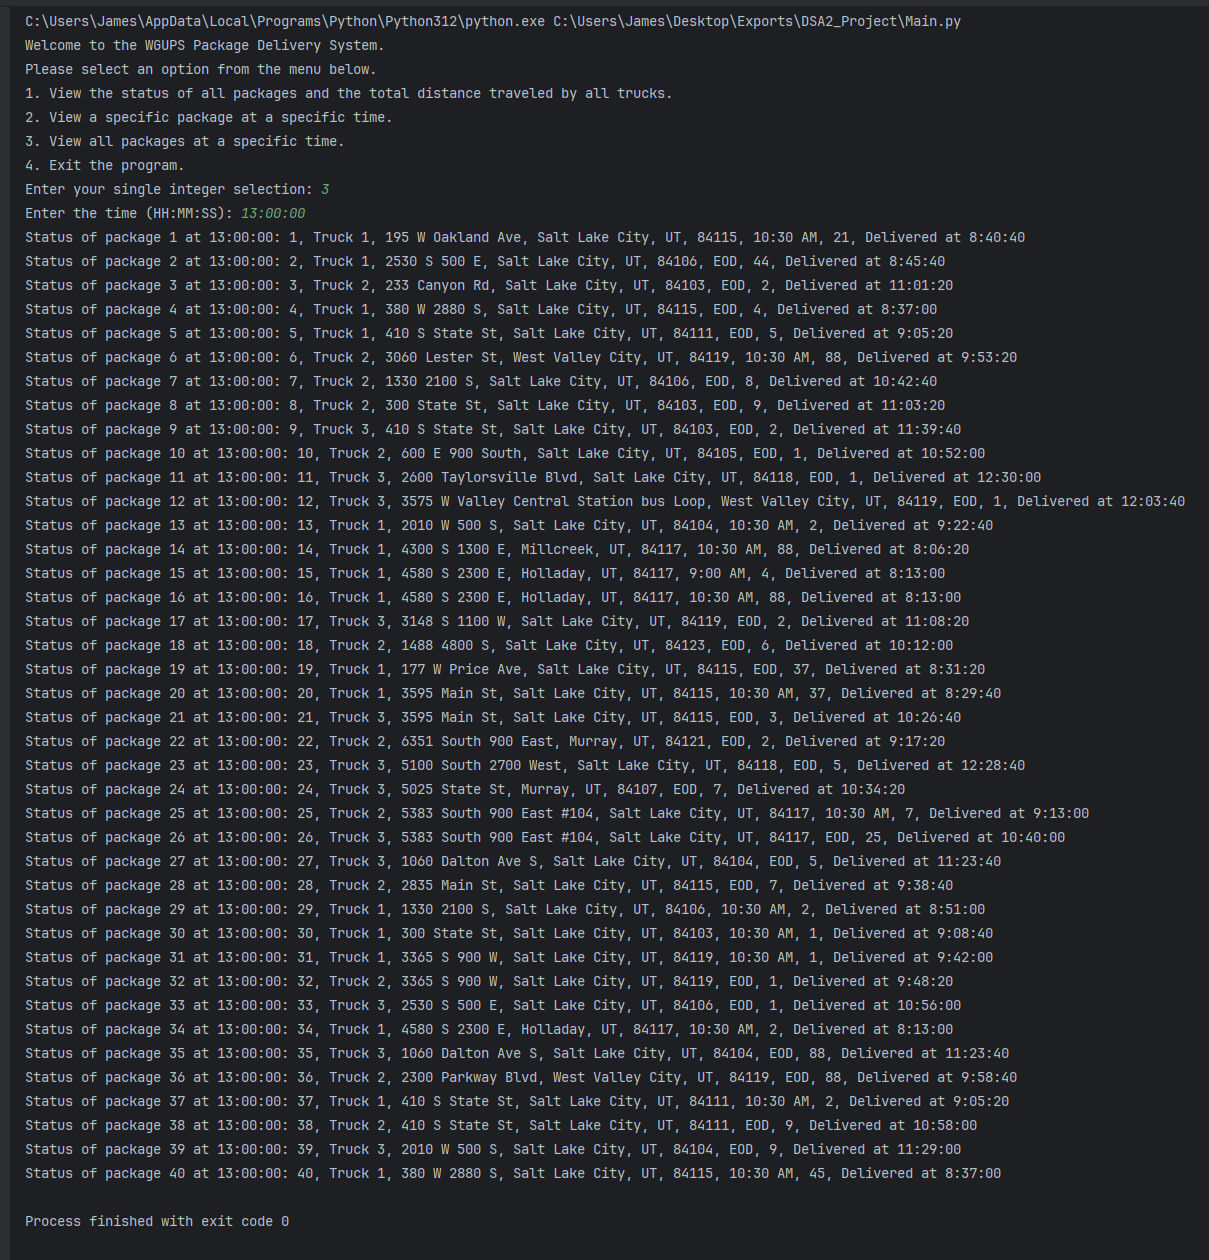 C:\Users\James\AppData\Local\Programs\Python\Python312\python.exe C:\Users\James\Desktop\Exports\DSA2_Project\Main.py
Welcome to the WGUPS Package Delivery System.
Please select an option from the menu below.
1. View the status of all packages and the total distance traveled by all trucks.
2. View a specific package at a specific time.
3. View all packages at a specific time.
4. Exit the program.
Enter your single integer selection: 3
Enter the time (HH:MM:SS): 13:00:00
Status of package 1 at 13:00:00: 1, Truck 1, 195 W Oakland Ave, Salt Lake City, UT, 84115, 10:30 AM, 21, Delivered at 8:40:40
Status of package 2 at 13:00:00: 2, Truck 1, 2530 S 500 E, Salt Lake City, UT, 84106, EOD, 44, Delivered at 8:45:40
Status of package 3 at 13:00:00: 3, Truck 2, 233 Canyon Rd, Salt Lake City, UT, 84103, EOD, 2, Delivered at 11:01:20
Status of package 4 at 13:00:00: 4, Truck 1, 380 W 2880 S, Salt Lake City, UT, 84115, EOD, 4, Delivered at 8:37:00
Status of package 5 at 13:00:00: 5, Truck 1, 410 S State St, Salt Lake City, UT, 84111, EOD, 5, Delivered at 9:05:20
Status of package 6 at 13:00:00: 6, Truck 2, 3060 Lester St, West Valley City, UT, 84119, 10:30 AM, 88, Delivered at 9:53:20
Status of package 7 at 13:00:00: 7, Truck 2, 1330 2100 S, Salt Lake City, UT, 84106, EOD, 8, Delivered at 10:42:40
Status of package 8 at 13:00:00: 8, Truck 2, 300 State St, Salt Lake City, UT, 84103, EOD, 9, Delivered at 11:03:20
Status of package 9 at 13:00:00: 9, Truck 3, 410 S State St, Salt Lake City, UT, 84103, EOD, 2, Delivered at 11:39:40
Status of package 10 at 13:00:00: 10, Truck 2, 600 E 900 South, Salt Lake City, UT, 84105, EOD, 1, Delivered at 10:52:00
Status of package 11 at 13:00:00: 11, Truck 3, 2600 Taylorsville Blvd, Salt Lake City, UT, 84118, EOD, 1, Delivered at 12:30:00
Status of package 12 at 13:00:00: 12, Truck 3, 3575 W Valley Central Station bus Loop, West Valley City, UT, 84119, EOD, 1, Delivered at 12:03:40
Status of package 13 at 13:00:00: 13, Truck 1, 2010 W 500 S, Salt Lake City, UT, 84104, 10:30 AM, 2, Delivered at 9:22:40
Status of package 14 at 13:00:00: 14, Truck 1, 4300 S 1300 E, Millcreek, UT, 84117, 10:30 AM, 88, Delivered at 8:06:20
Status of package 15 at 13:00:00: 15, Truck 1, 4580 S 2300 E, Holladay, UT, 84117, 9:00 AM, 4, Delivered at 8:13:00
Status of package 16 at 13:00:00: 16, Truck 1, 4580 S 2300 E, Holladay, UT, 84117, 10:30 AM, 88, Delivered at 8:13:00
Status of package 17 at 13:00:00: 17, Truck 3, 3148 S 1100 W, Salt Lake City, UT, 84119, EOD, 2, Delivered at 11:08:20
Status of package 18 at 13:00:00: 18, Truck 2, 1488 4800 S, Salt Lake City, UT, 84123, EOD, 6, Delivered at 10:12:00
Status of package 19 at 13:00:00: 19, Truck 1, 177 W Price Ave, Salt Lake City, UT, 84115, EOD, 37, Delivered at 8:31:20
Status of package 20 at 13:00:00: 20, Truck 1, 3595 Main St, Salt Lake City, UT, 84115, 10:30 AM, 37, Delivered at 8:29:40
Status of package 21 at 13:00:00: 21, Truck 3, 3595 Main St, Salt Lake City, UT, 84115, EOD, 3, Delivered at 10:26:40
Status of package 22 at 13:00:00: 22, Truck 2, 6351 South 900 East, Murray, UT, 84121, EOD, 2, Delivered at 9:17:20
Status of package 23 at 13:00:00: 23, Truck 3, 5100 South 2700 West, Salt Lake City, UT, 84118, EOD, 5, Delivered at 12:28:40
Status of package 24 at 13:00:00: 24, Truck 3, 5025 State St, Murray, UT, 84107, EOD, 7, Delivered at 10:34:20
Status of package 25 at 13:00:00: 25, Truck 2, 5383 South 900 East #104, Salt Lake City, UT, 84117, 10:30 AM, 7, Delivered at 9:13:00
Status of package 26 at 13:00:00: 26, Truck 3, 5383 South 900 East #104, Salt Lake City, UT, 84117, EOD, 25, Delivered at 10:40:00
Status of package 27 at 13:00:00: 27, Truck 3, 1060 Dalton Ave S, Salt Lake City, UT, 84104, EOD, 5, Delivered at 11:23:40
Status of package 28 at 13:00:00: 28, Truck 2, 2835 Main St, Salt Lake City, UT, 84115, EOD, 7, Delivered at 9:38:40
Status of package 29 at 13:00:00: 29, Truck 1, 1330 2100 S, Salt Lake City, UT, 84106, 10:30 AM, 2, Delivered at 8:51:00
Status of package 30 at 13:00:00: 30, Truck 1, 300 State St, Salt Lake City, UT, 84103, 10:30 AM, 1, Delivered at 9:08:40
Status of package 31 at 13:00:00: 31, Truck 1, 3365 S 900 W, Salt Lake City, UT, 84119, 10:30 AM, 1, Delivered at 9:42:00
Status of package 32 at 13:00:00: 32, Truck 2, 3365 S 900 W, Salt Lake City, UT, 84119, EOD, 1, Delivered at 9:48:20
Status of package 33 at 13:00:00: 33, Truck 3, 2530 S 500 E, Salt Lake City, UT, 84106, EOD, 1, Delivered at 10:56:00
Status of package 34 at 13:00:00: 34, Truck 1, 4580 S 2300 E, Holladay, UT, 84117, 10:30 AM, 2, Delivered at 8:13:00
Status of package 35 at 13:00:00: 35, Truck 3, 1060 Dalton Ave S, Salt Lake City, UT, 84104, EOD, 88, Delivered at 11:23:40
Status of package 36 at 13:00:00: 36, Truck 2, 2300 Parkway Blvd, West Valley City, UT, 84119, EOD, 88, Delivered at 9:58:40
Status of package 37 at 13:00:00: 37, Truck 1, 410 S State St, Salt Lake City, UT, 84111, 10:30 AM, 2, Delivered at 9:05:20
Status of package 38 at 13:00:00: 38, Truck 2, 410 S State St, Salt Lake City, UT, 84111, EOD, 9, Delivered at 10:58:00
Status of package 39 at 13:00:00: 39, Truck 3, 2010 W 500 S, Salt Lake City, UT, 84104, EOD, 9, Delivered at 11:29:00
Status of package 40 at 13:00:00: 40, Truck 1, 380 W 2880 S, Salt Lake City, UT, 84115, 10:30 AM, 45, Delivered at 8:37:00
Process finished with exit code 0